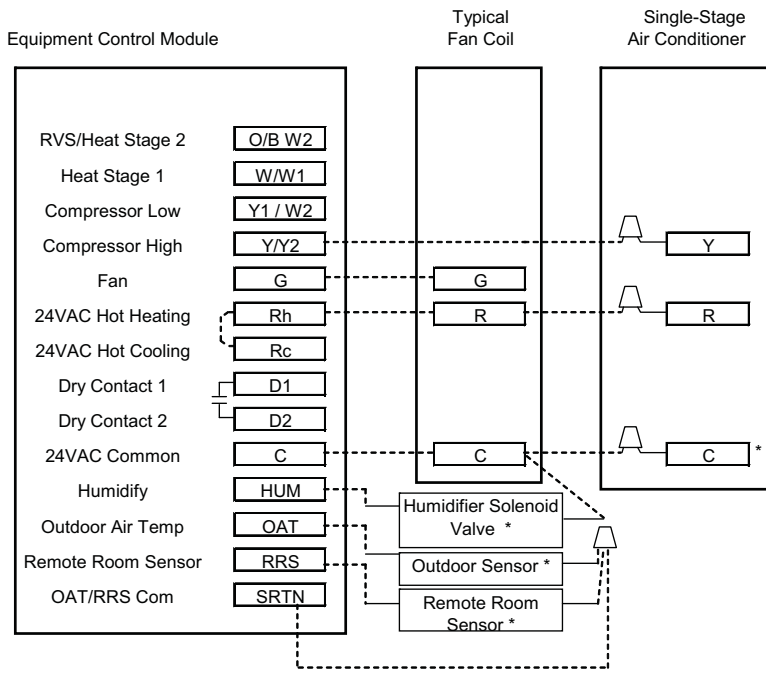 Typical
Fan Coil
Single-Stage
Air Conditioner
Equipment Control Module
RVS/Heat Stage 2 O/B W2
Heat Stage 1 W/W1
Compressor Low Y1 / W2
Compressor High Y/Y2 Y
Fan G G
24VAC Hot Heating Rh R R
24VAC Hot Cooling Rc
Dry Contact 1 D1
Dry Contact 2 D2
24VAC Common C C C *
Humidify HUM
Humidifier Solenoid
Valve *
Outdoor Air Temp OAT
Outdoor Sensor *
Remote Room Sensor RRS
Remote Room
Sensor *
OAT/RRS Com SRTN